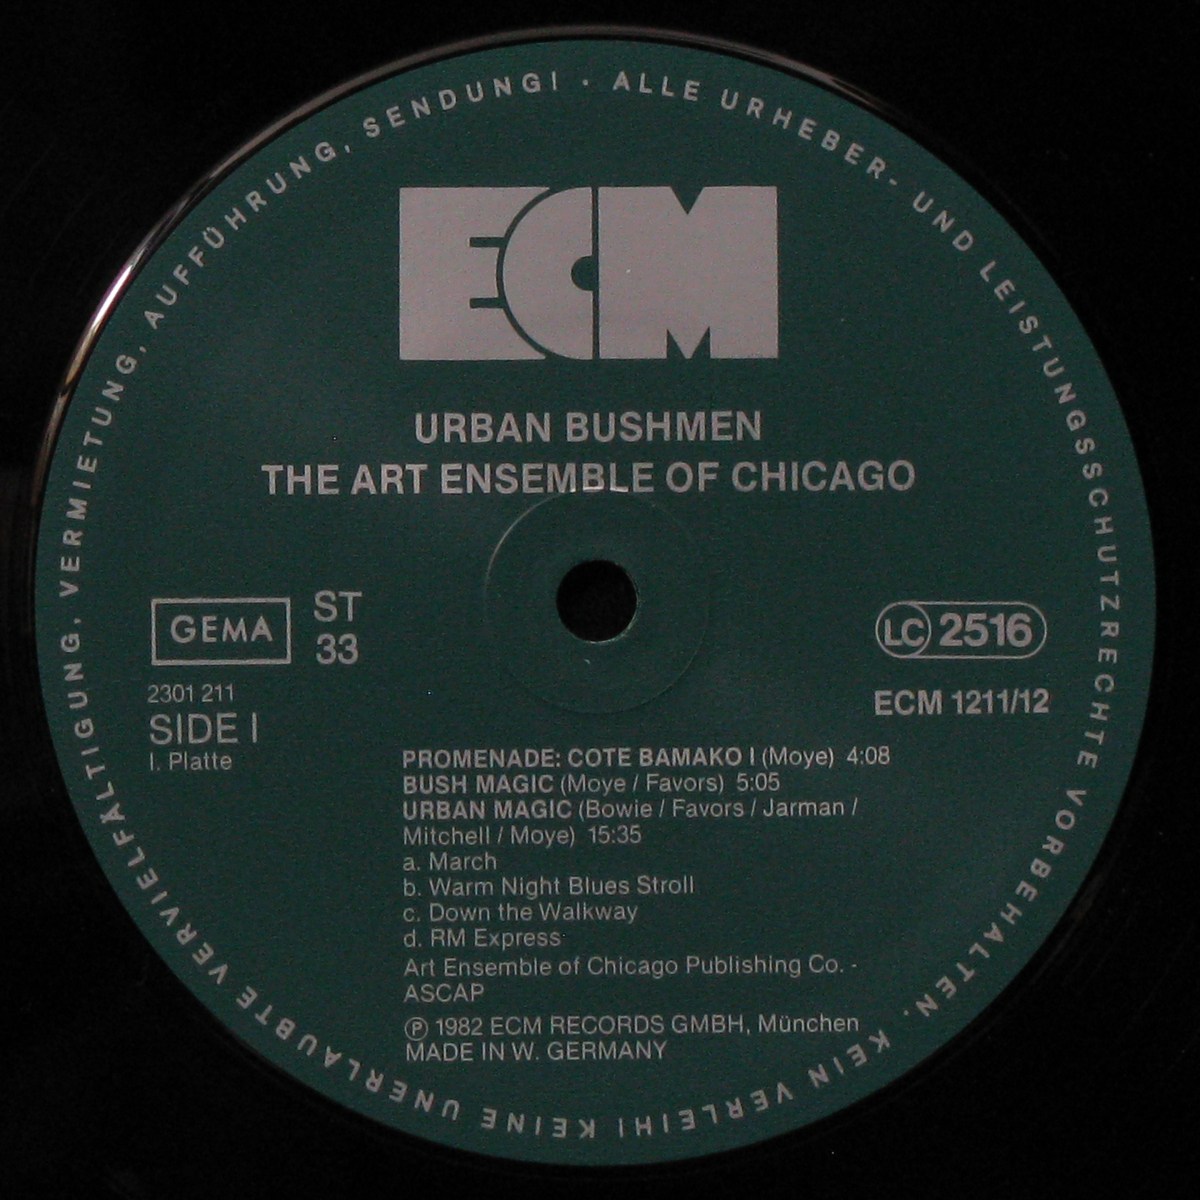 ALLE URHEBER- UND LEISTUNGSSCHUTZRECHTE VORBEHALTEN. KEIN VERLEIH! KEINE UNERLAUBTE VERVIELFÄLTIGUNG, VERMIETUNG, AUFFÜHRUNG, SENDUNG! ·
ECM
URBAN BUSHMEN
THE ART ENSEMBLE OF CHICAGO
GEMA
ST
33
LC 2516
2301 211
SIDE I
I. Platte
ECM 1211/12
PROMENADE: COTE BAMAKO I (Moye) 4:08
BUSH MAGIC (Moye / Favors) 5:05
URBAN MAGIC (Bowie / Favors / Jarman /
Mitchell / Moye) 15:35
a. March
b. Warm Night Blues Stroll
c. Down the Walkway
d. RM Express
Art Ensemble of Chicago Publishing Co. -
ASCAP
℗ 1982 ECM RECORDS GMBH, München
MADE IN W. GERMANY